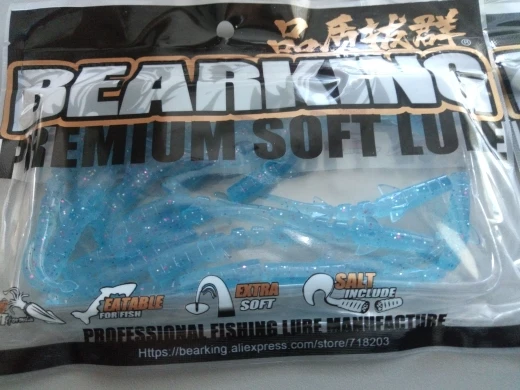 品质拔群
BEARKING®
PREMIUM SOFT LURE
EATABLE
FOR FISH
EXTRA
SOFT
SALT
INCLUDE
PROFESSIONAL FISHING LURE MANUFACTURE
Https://bearking.aliexpress.com/store/718203